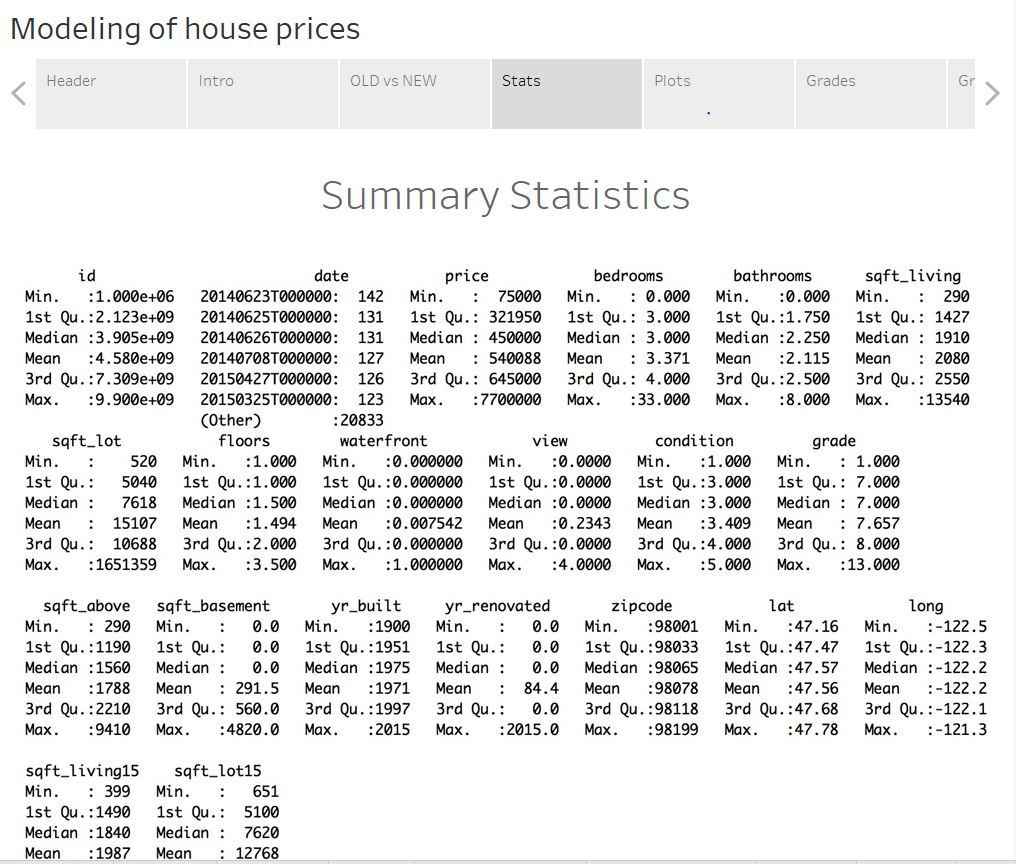 Modeling of house prices
Header Intro OLD vs NEW Stats Plots Grades Gr
Summary Statistics
id date price bedrooms bathrooms sqft_living
Min. :1.000e+06 20140623T000000: 142 Min. : 75000 Min. : 0.000 Min. :0.000 Min. : 290
1st Qu.:2.123e+09 20140625T000000: 131 1st Qu.: 321950 1st Qu.: 3.000 1st Qu.:1.750 1st Qu.: 1427
Median :3.905e+09 20140626T000000: 131 Median : 450000 Median : 3.000 Median :2.250 Median : 1910
Mean :4.580e+09 20140708T000000: 127 Mean : 540088 Mean : 3.371 Mean :2.115 Mean : 2080
3rd Qu.:7.309e+09 20150427T000000: 126 3rd Qu.: 645000 3rd Qu.: 4.000 3rd Qu.:2.500 3rd Qu.: 2550
Max. :9.900e+09 20150325T000000: 123 Max. :7700000 Max. :33.000 Max. :8.000 Max. :13540
(Other) :20833
sqft_lot floors waterfront view condition grade
Min. : 520 Min. :1.000 Min. :0.000000 Min. :0.0000 Min. :1.000 Min. : 1.000
1st Qu.: 5040 1st Qu.:1.000 1st Qu.:0.000000 1st Qu.:0.0000 1st Qu.:3.000 1st Qu.: 7.000
Median : 7618 Median :1.500 Median :0.000000 Median :0.0000 Median :3.000 Median : 7.000
Mean : 15107 Mean :1.494 Mean :0.007542 Mean :0.2343 Mean :3.409 Mean : 7.657
3rd Qu.: 10688 3rd Qu.:2.000 3rd Qu.:0.000000 3rd Qu.:0.0000 3rd Qu.:4.000 3rd Qu.: 8.000
Max. :1651359 Max. :3.500 Max. :1.000000 Max. :4.0000 Max. :5.000 Max. :13.000
sqft_above sqft_basement yr_built yr_renovated zipcode lat long
Min. : 290 Min. : 0.0 Min. :1900 Min. : 0.0 Min. :98001 Min. :47.16 Min. :-122.5
1st Qu.:1190 1st Qu.: 0.0 1st Qu.:1951 1st Qu.: 0.0 1st Qu.:98033 1st Qu.:47.47 1st Qu.:-122.3
Median :1560 Median : 0.0 Median :1975 Median : 0.0 Median :98065 Median :47.57 Median :-122.2
Mean :1788 Mean : 291.5 Mean :1971 Mean : 84.4 Mean :98078 Mean :47.56 Mean :-122.2
3rd Qu.:2210 3rd Qu.: 560.0 3rd Qu.:1997 3rd Qu.: 0.0 3rd Qu.:98118 3rd Qu.:47.68 3rd Qu.:-122.1
Max. :9410 Max. :4820.0 Max. :2015 Max. :2015.0 Max. :98199 Max. :47.78 Max. :-121.3
sqft_living15 sqft_lot15
Min. : 399 Min. : 651
1st Qu.:1490 1st Qu.: 5100
Median :1840 Median : 7620
Mean :1987 Mean : 12768